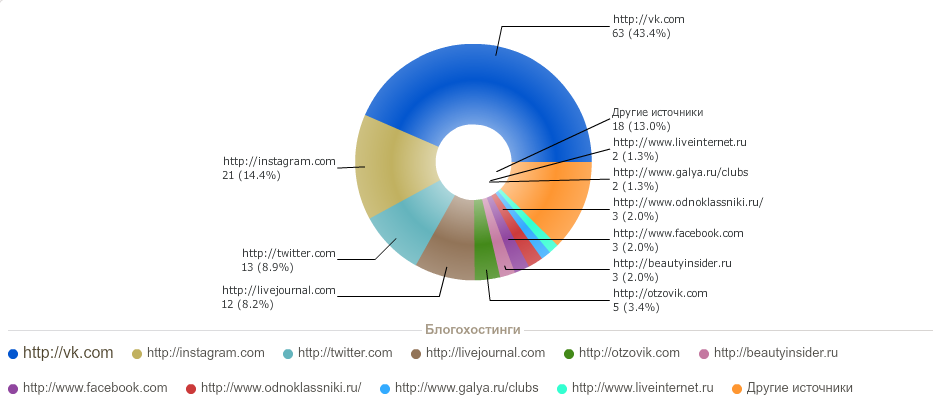 http://vk.com
63 (43.4%)
Другие источники
18 (13.0%)
http://www.liveinternet.ru
2 (1.3%)
http://www.galya.ru/clubs
2 (1.3%)
http://www.odnoklassniki.ru/
3 (2.0%)
http://www.facebook.com
3 (2.0%)
http://beautyinsider.ru
3 (2.0%)
http://otzovik.com
5 (3.4%)
http://instagram.com
21 (14.4%)
http://twitter.com
13 (8.9%)
http://livejournal.com
12 (8.2%)
Блогохостинги
http://vk.com http://instagram.com http://twitter.com http://livejournal.com http://otzovik.com http://beautyinsider.ru
http://www.facebook.com http://www.odnoklassniki.ru/ http://www.galya.ru/clubs http://www.liveinternet.ru Другие источники